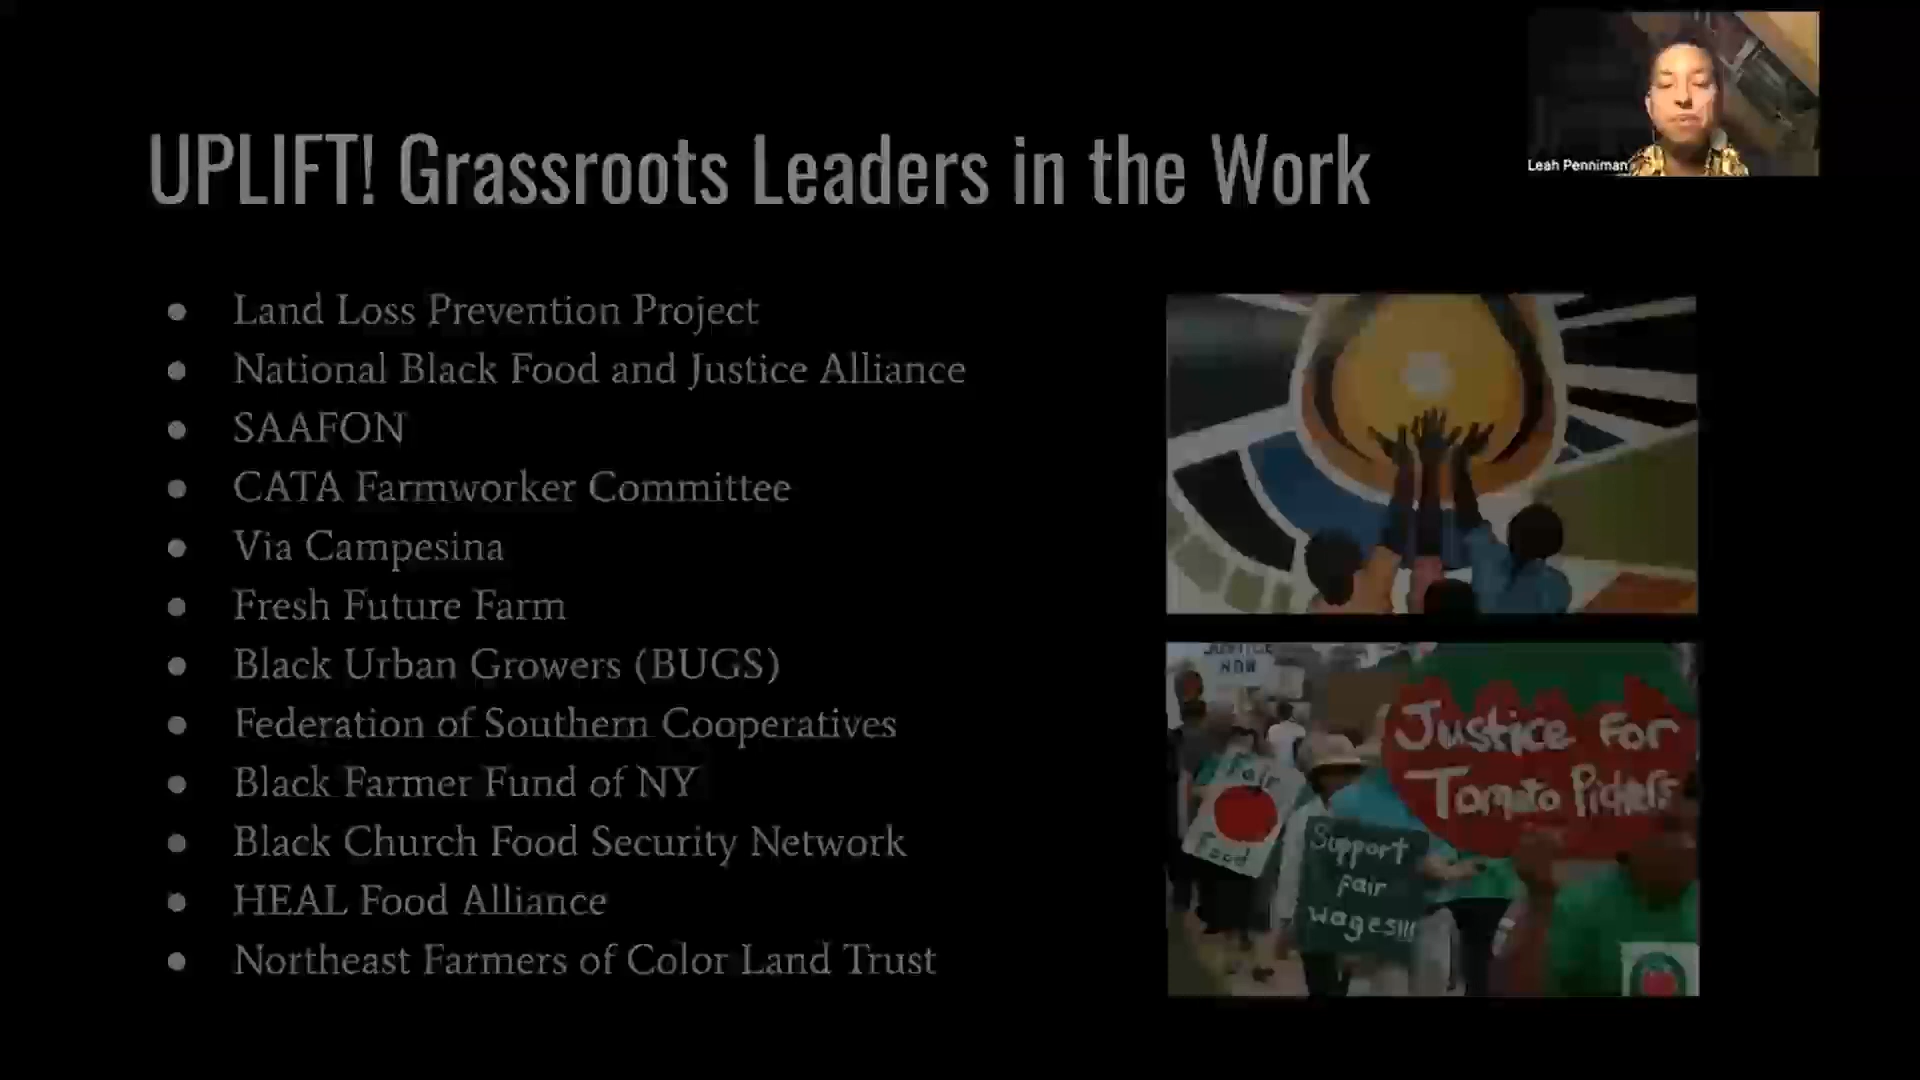 UPLIFT! Grassroots Leaders in the Work
Leah Penniman
● Land Loss Prevention Project
● National Black Food and Justice Alliance
● SAAFON
● CATA Farmworker Committee
● Via Campesina
● Fresh Future Farm
● Black Urban Growers (BUGS)
● Federation of Southern Cooperatives
● Black Farmer Fund of NY
● Black Church Food Security Network
● HEAL Food Alliance
● Northeast Farmers of Color Land Trust
JUSTICE
NOW
Justice For
Tomato Pickers
Fair
Food
Support
Fair
wages!!!